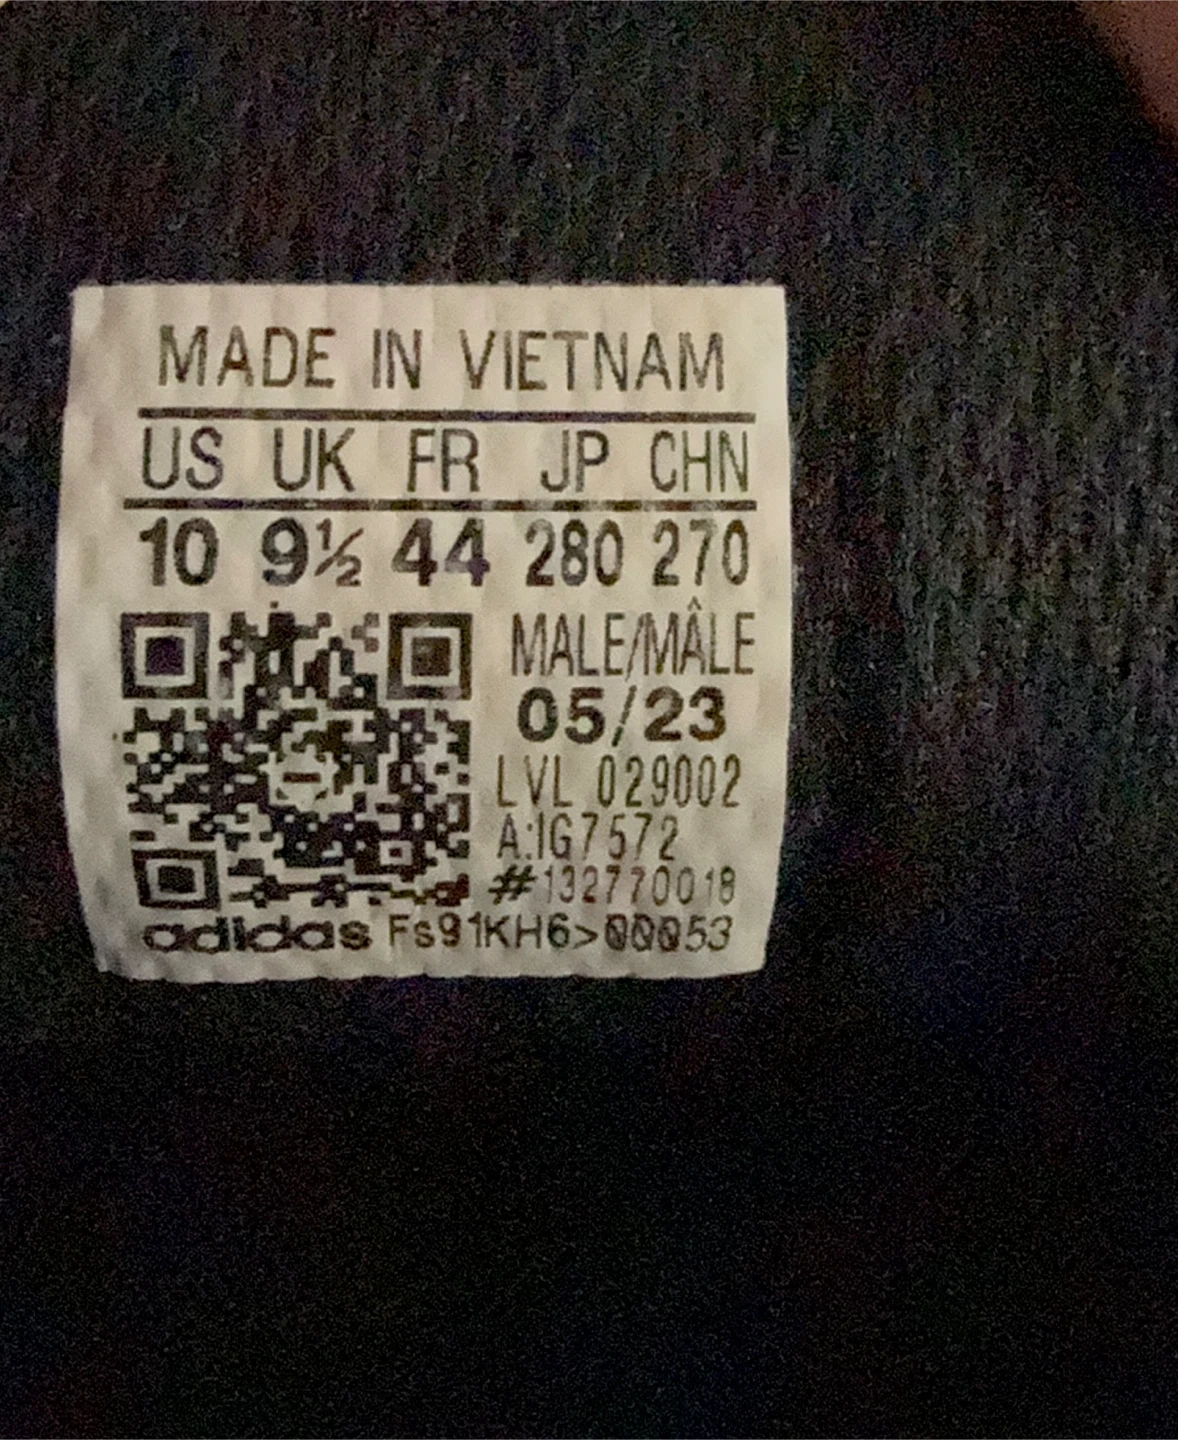 MADE IN VIETNAM
US UK FR JP CHN
10 9½ 44 280 270
MALE/MÂLE
05/23
LVL 029002
A:IG7572
#132770018
adidas Fs91KH6>00053